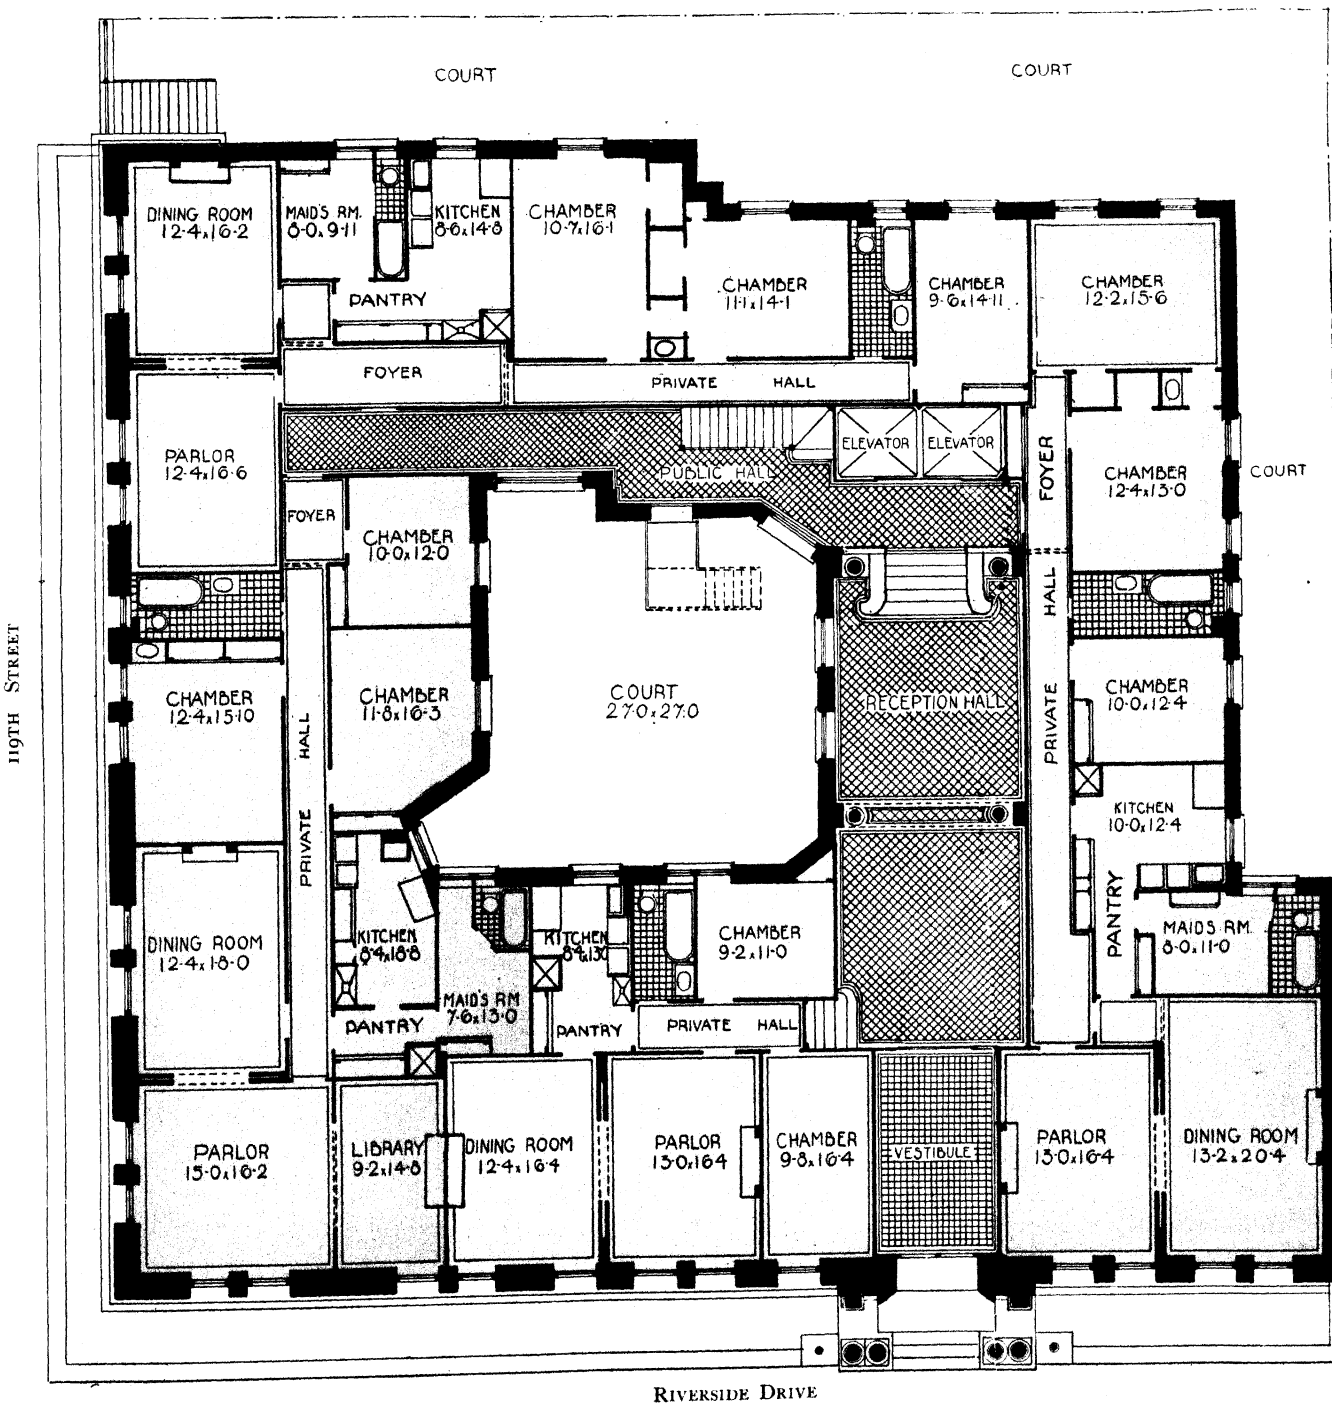 COURT
COURT
DINING ROOM
12·4x16·2
MAID'S RM.
8·0x9·11
KITCHEN
8·6x14·8
CHAMBER
10·7x16·1
CHAMBER
11·1x14·1
CHAMBER
9·6x14·11
CHAMBER
12·2x15·6
PANTRY
FOYER
PRIVATE HALL
PARLOR
12·4x16·6
PUBLIC HALL
ELEVATOR
ELEVATOR
FOYER
CHAMBER
12·4x13·0
COURT
FOYER
CHAMBER
10·0x12·0
PRIVATE HALL
119TH STREET
CHAMBER
12·4x15·10
PRIVATE HALL
CHAMBER
11·8x16·3
COURT
27·0x27·0
RECEPTION HALL
CHAMBER
10·0x12·4
KITCHEN
10·0x12·4
DINING ROOM
12·4x18·0
KITCHEN
8·4x18·8
KITCHEN
8·4x13·0
CHAMBER
9·2x11·0
PANTRY
MAIDS RM.
8·0x11·0
MAID'S RM
7·6x13·0
PANTRY
PANTRY
PRIVATE HALL
PARLOR
15·0x16·2
LIBRARY
9·2x14·8
DINING ROOM
12·4x16·4
PARLOR
13·0x16·4
CHAMBER
9·8x16·4
VESTIBULE
PARLOR
13·0x16·4
DINING ROOM
13·2x20·4
RIVERSIDE DRIVE